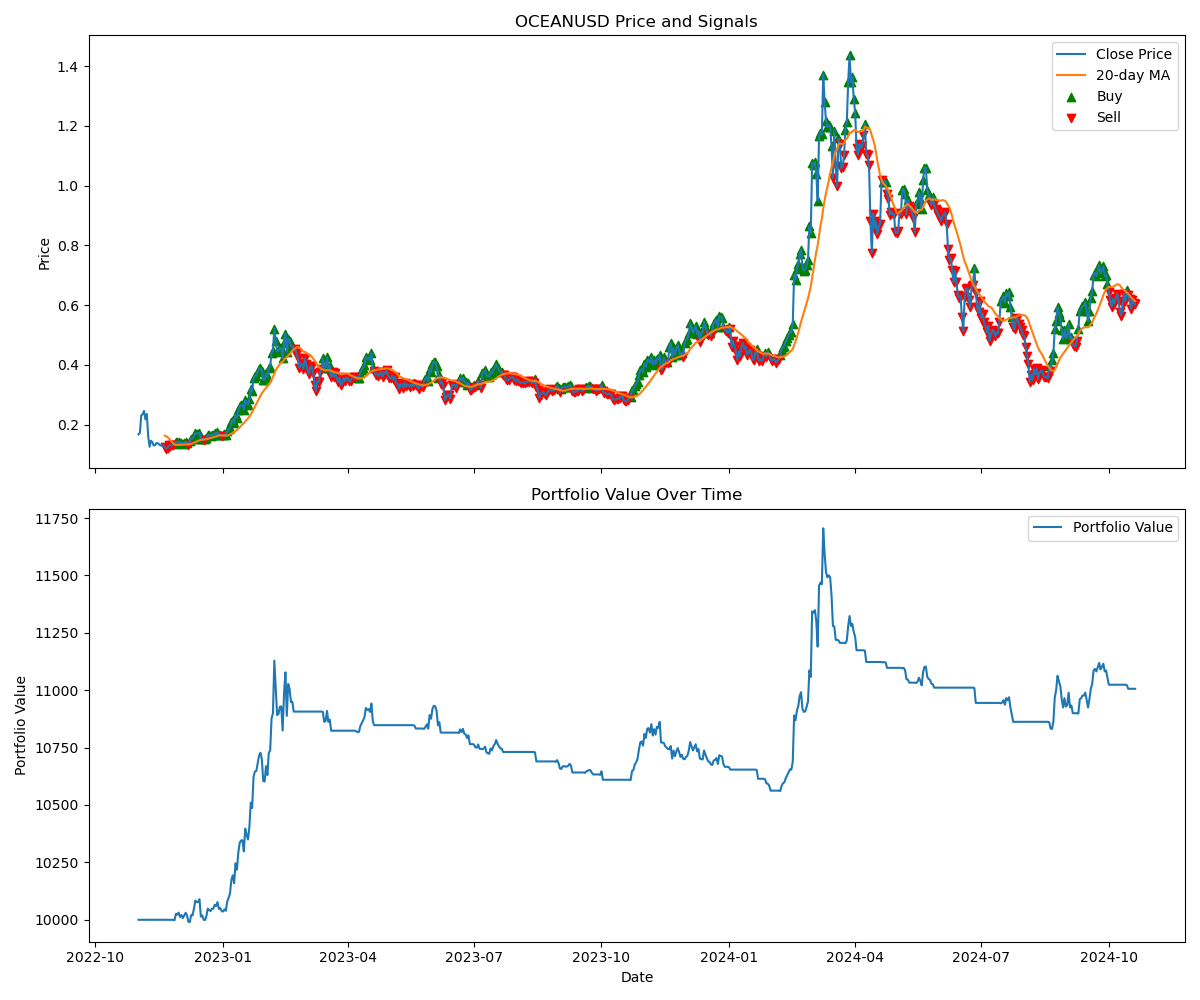 OCEANUSD Price and Signals
Price
1.4
1.2
1.0
0.8
0.6
0.4
0.2
Close Price
20-day MA
Buy
Sell
Portfolio Value Over Time
Portfolio Value
11750
11500
11250
11000
10750
10500
10250
10000
Portfolio Value
2022-10 2023-01 2023-04 2023-07 2023-10 2024-01 2024-04 2024-07 2024-10
Date